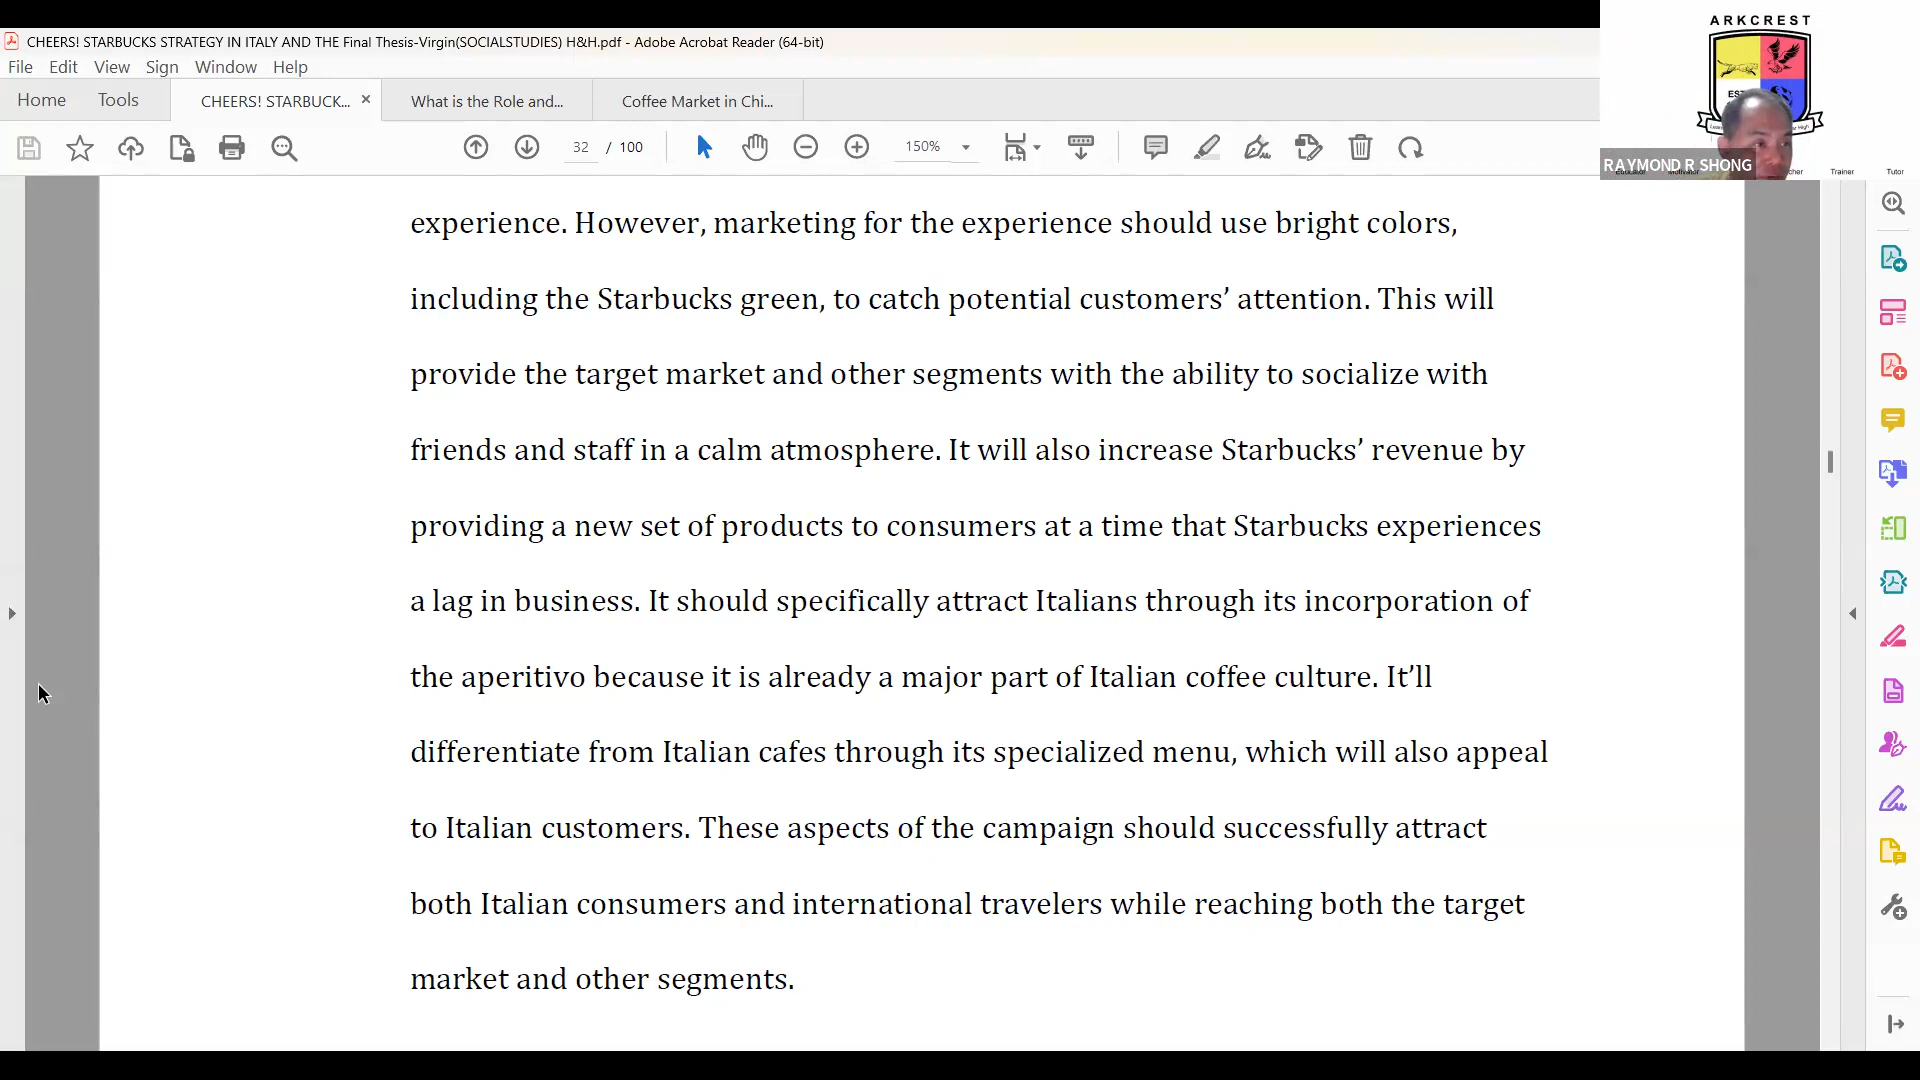 CHEERS! STARBUCKS STRATEGY IN ITALY AND THE Final Thesis-Virgin(SOCIALSTUDIES) H&H.pdf - Adobe Acrobat Reader (64-bit)
File Edit View Sign Window Help
Home Tools CHEERS! STARBUCK... × What is the Role and... Coffee Market in Chi...
32 / 100 150%
ARKCREST
RAYMOND R SHONG
Trainer Tutor
experience. However, marketing for the experience should use bright colors,
including the Starbucks green, to catch potential customers’ attention. This will
provide the target market and other segments with the ability to socialize with
friends and staff in a calm atmosphere. It will also increase Starbucks’ revenue by
providing a new set of products to consumers at a time that Starbucks experiences
a lag in business. It should specifically attract Italians through its incorporation of
the aperitivo because it is already a major part of Italian coffee culture. It’ll
differentiate from Italian cafes through its specialized menu, which will also appeal
to Italian customers. These aspects of the campaign should successfully attract
both Italian consumers and international travelers while reaching both the target
market and other segments.